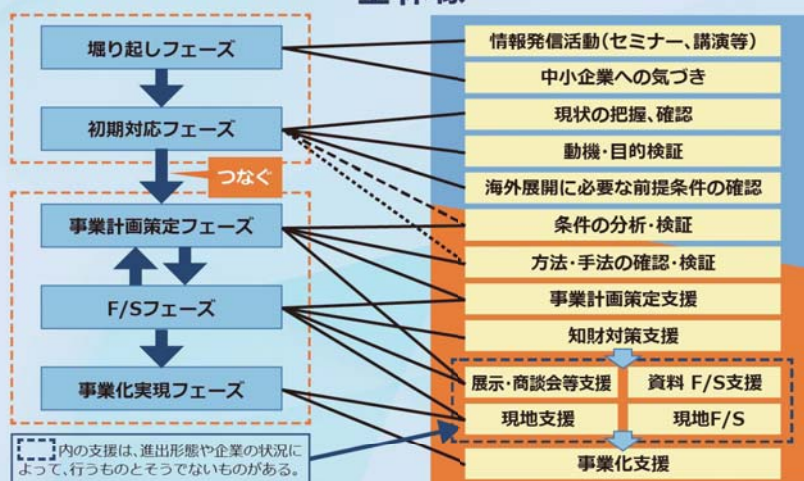 堀り起しフェーズ
初期対応フェーズ
つなぐ
事業計画策定フェーズ
F/Sフェーズ
事業化実現フェーズ
内の支援は、進出形態や企業の状況に
よって、行うものとそうでないものがある。
情報発信活動(セミナー、講演等)
中小企業への気づき
現状の把握、確認
動機・目的検証
海外展開に必要な前提条件の確認
条件の分析・検証
方法・手法の確認・検証
事業計画策定支援
知財対策支援
展示・商談会等支援
資料 F/S支援
現地支援
現地F/S
事業化支援